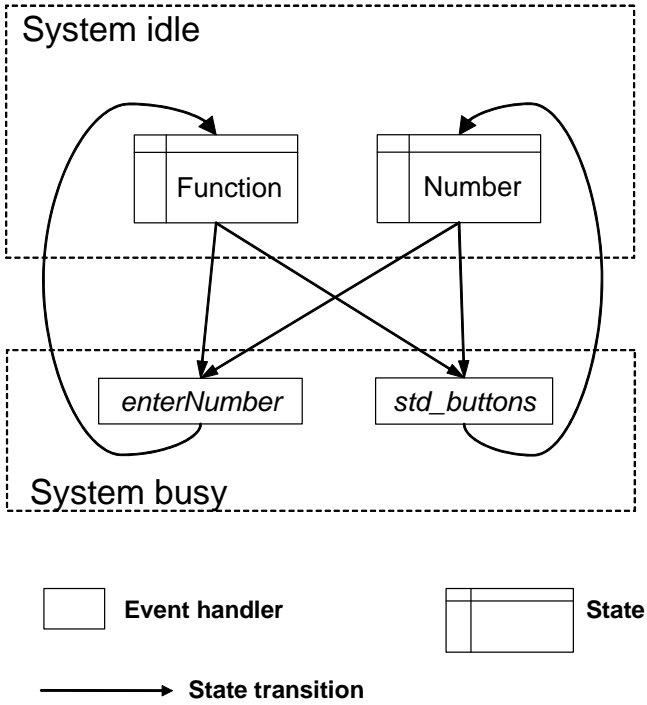 System idle
Function
Number
enterNumber
std_buttons
System busy
Event handler
State
State transition